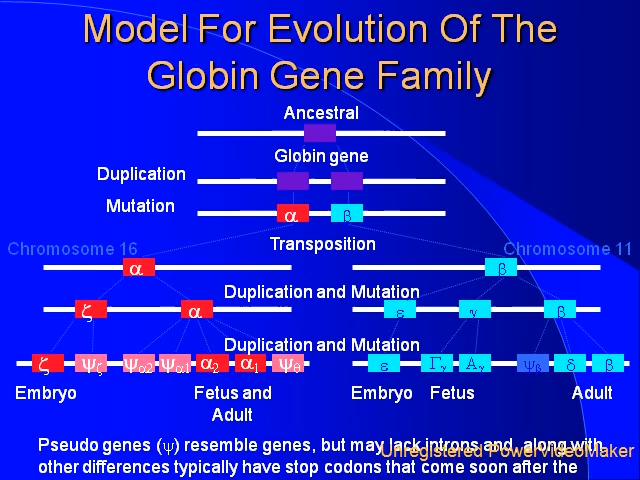 Model For Evolution Of The
Globin Gene Family
Ancestral
Globin gene
Duplication
Mutation
α β
Transposition
Chromosome 16 Chromosome 11
α β
Duplication and Mutation
ζ α ε γ β
Duplication and Mutation
ζ Ψζ Ψα2 Ψα1 α2 α1 Ψθ ε Γγ Αγ Ψβ δ β
Embryo Fetus and Adult Embryo Fetus Adult
Pseudo genes (ψ) resemble genes, but may lack introns and, along with
other differences typically have stop codons that come soon after the
Unregistered PowerVideoMaker